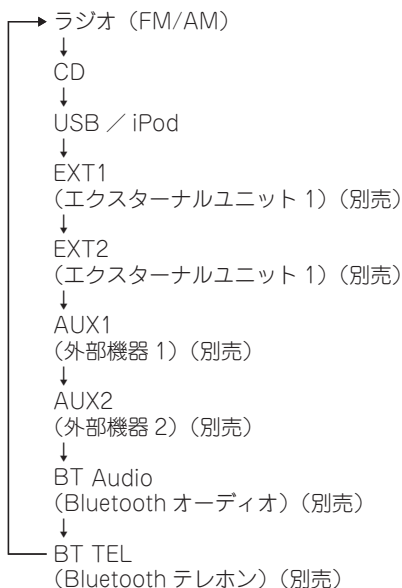 ラジオ（FM/AM）
↓
CD
↓
USB ／ iPod
↓
EXT1
（エクスターナルユニット 1）（別売）
↓
EXT2
（エクスターナルユニット 1）（別売）
↓
AUX1
（外部機器 1）（別売）
↓
AUX2
（外部機器 2）（別売）
↓
BT Audio
（Bluetooth オーディオ）（別売）
↓
BT TEL
（Bluetooth テレホン）（別売）